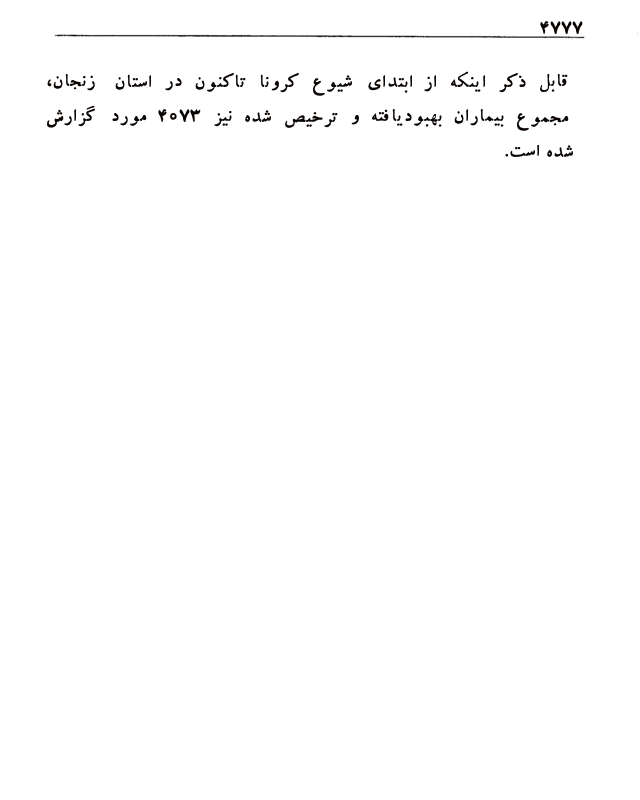 ۴۷۷۷
قابل ذکر اینکه از ابتدای شیوع کرونا تاکنون در استان زنجان،
مجموع بیماران بهبودیافته و ترخیص شده نیز ۴۰۷۳ مورد گزارش
شده است.